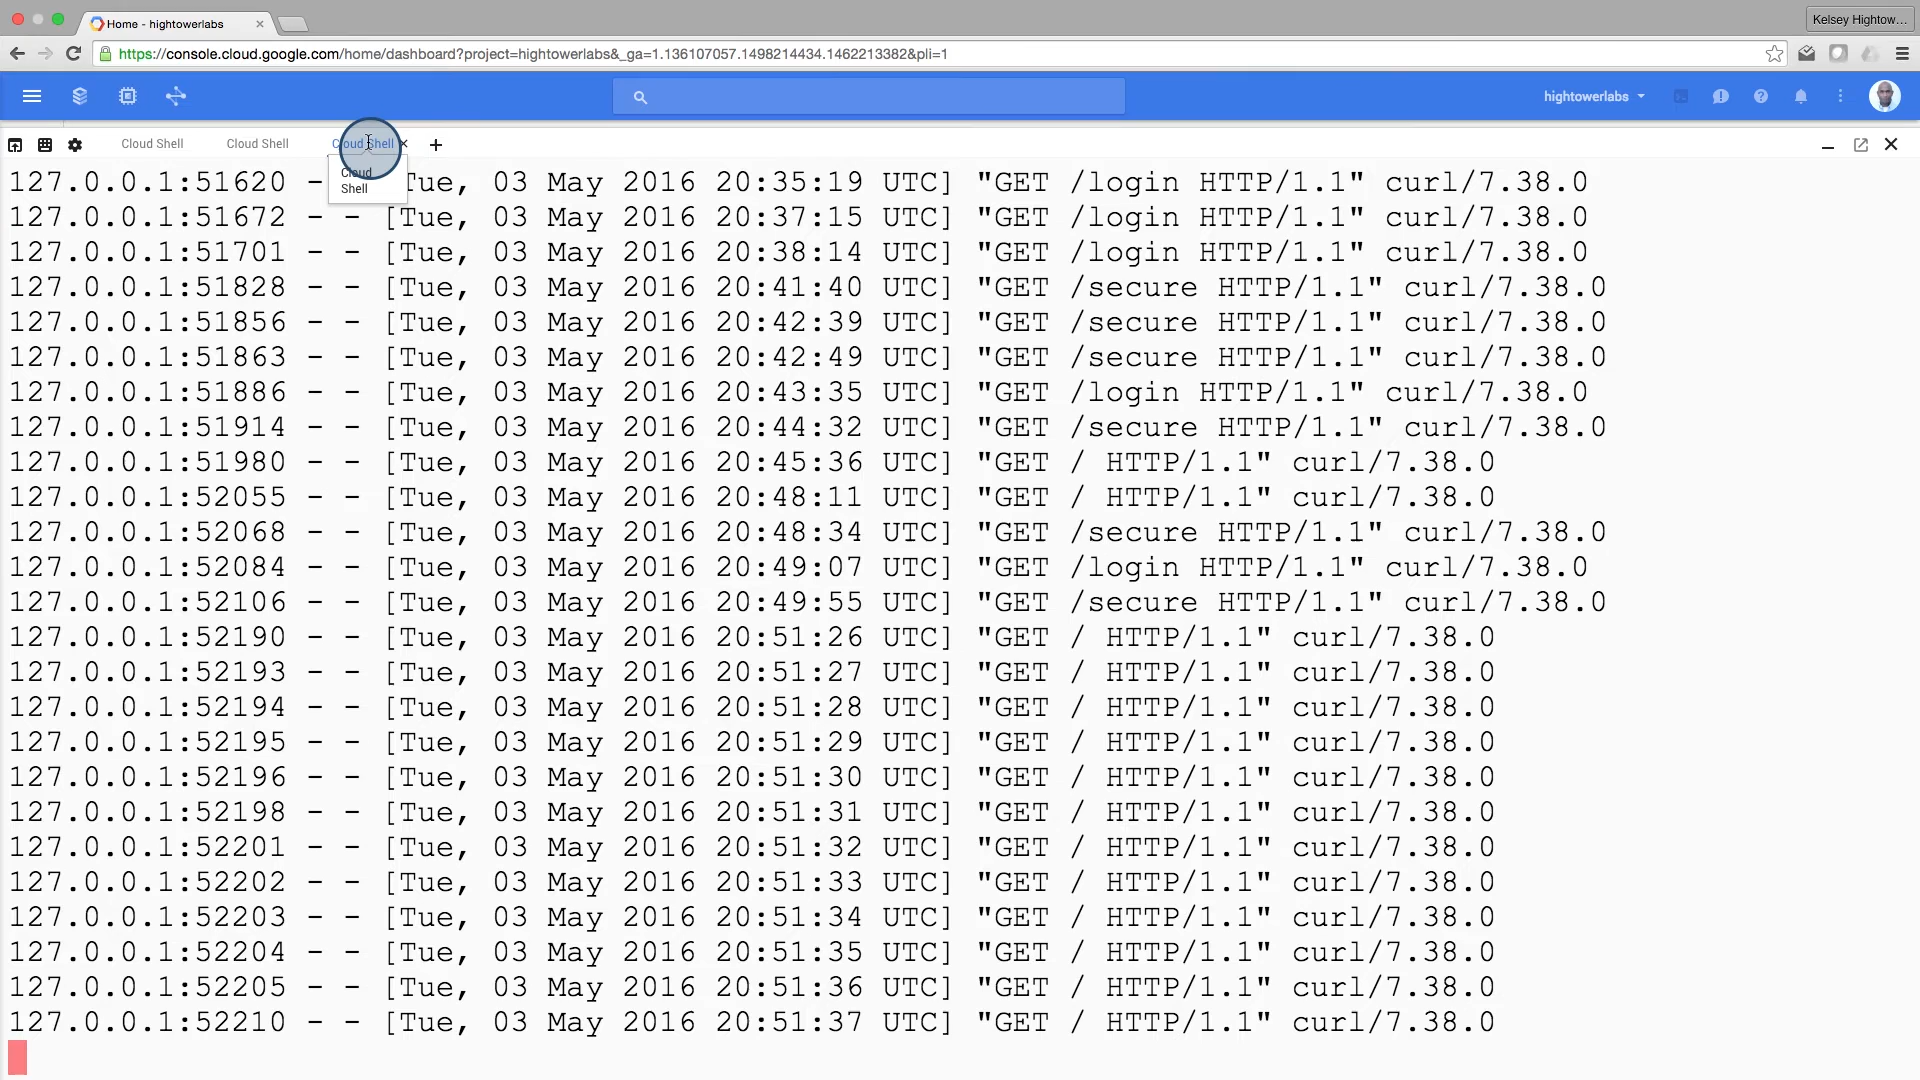 Home - hightowerlabs
Kelsey Hightow...
https://console.cloud.google.com/home/dashboard?project=hightowerlabs&_ga=1.136107057.1498214434.1462213382&pli=1
hightowerlabs
Cloud Shell
Cloud Shell
Cloud Shell
Cloud
Shell
127.0.0.1:51620 - Tue, 03 May 2016 20:35:19 UTC] "GET /login HTTP/1.1" curl/7.38.0
127.0.0.1:51672 - - [Tue, 03 May 2016 20:37:15 UTC] "GET /login HTTP/1.1" curl/7.38.0
127.0.0.1:51701 - - [Tue, 03 May 2016 20:38:14 UTC] "GET /login HTTP/1.1" curl/7.38.0
127.0.0.1:51828 - - [Tue, 03 May 2016 20:41:40 UTC] "GET /secure HTTP/1.1" curl/7.38.0
127.0.0.1:51856 - - [Tue, 03 May 2016 20:42:39 UTC] "GET /secure HTTP/1.1" curl/7.38.0
127.0.0.1:51863 - - [Tue, 03 May 2016 20:42:49 UTC] "GET /secure HTTP/1.1" curl/7.38.0
127.0.0.1:51886 - - [Tue, 03 May 2016 20:43:35 UTC] "GET /login HTTP/1.1" curl/7.38.0
127.0.0.1:51914 - - [Tue, 03 May 2016 20:44:32 UTC] "GET /secure HTTP/1.1" curl/7.38.0
127.0.0.1:51980 - - [Tue, 03 May 2016 20:45:36 UTC] "GET / HTTP/1.1" curl/7.38.0
127.0.0.1:52055 - - [Tue, 03 May 2016 20:48:11 UTC] "GET / HTTP/1.1" curl/7.38.0
127.0.0.1:52068 - - [Tue, 03 May 2016 20:48:34 UTC] "GET /secure HTTP/1.1" curl/7.38.0
127.0.0.1:52084 - - [Tue, 03 May 2016 20:49:07 UTC] "GET /login HTTP/1.1" curl/7.38.0
127.0.0.1:52106 - - [Tue, 03 May 2016 20:49:55 UTC] "GET /secure HTTP/1.1" curl/7.38.0
127.0.0.1:52190 - - [Tue, 03 May 2016 20:51:26 UTC] "GET / HTTP/1.1" curl/7.38.0
127.0.0.1:52193 - - [Tue, 03 May 2016 20:51:27 UTC] "GET / HTTP/1.1" curl/7.38.0
127.0.0.1:52194 - - [Tue, 03 May 2016 20:51:28 UTC] "GET / HTTP/1.1" curl/7.38.0
127.0.0.1:52195 - - [Tue, 03 May 2016 20:51:29 UTC] "GET / HTTP/1.1" curl/7.38.0
127.0.0.1:52196 - - [Tue, 03 May 2016 20:51:30 UTC] "GET / HTTP/1.1" curl/7.38.0
127.0.0.1:52198 - - [Tue, 03 May 2016 20:51:31 UTC] "GET / HTTP/1.1" curl/7.38.0
127.0.0.1:52201 - - [Tue, 03 May 2016 20:51:32 UTC] "GET / HTTP/1.1" curl/7.38.0
127.0.0.1:52202 - - [Tue, 03 May 2016 20:51:33 UTC] "GET / HTTP/1.1" curl/7.38.0
127.0.0.1:52203 - - [Tue, 03 May 2016 20:51:34 UTC] "GET / HTTP/1.1" curl/7.38.0
127.0.0.1:52204 - - [Tue, 03 May 2016 20:51:35 UTC] "GET / HTTP/1.1" curl/7.38.0
127.0.0.1:52205 - - [Tue, 03 May 2016 20:51:36 UTC] "GET / HTTP/1.1" curl/7.38.0
127.0.0.1:52210 - - [Tue, 03 May 2016 20:51:37 UTC] "GET / HTTP/1.1" curl/7.38.0